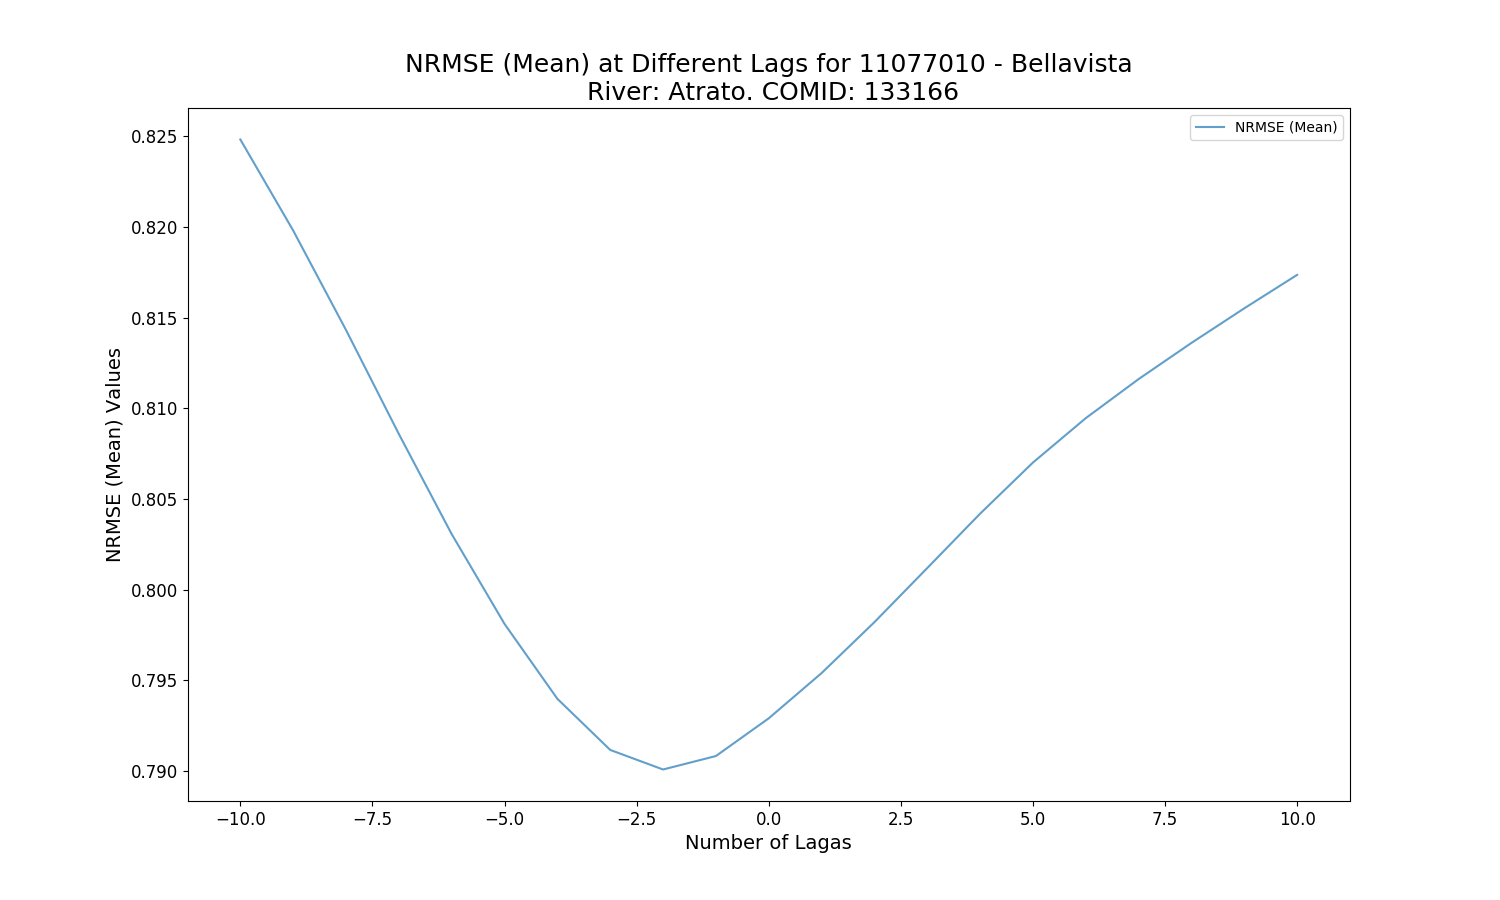 NRMSE (Mean) at Different Lags for 11077010 - Bellavista
River: Atrato. COMID: 133166
NRMSE (Mean)
NRMSE (Mean) Values
0.825
0.820
0.815
0.810
0.805
0.800
0.795
0.790
−10.0 −7.5 −5.0 −2.5 0.0 2.5 5.0 7.5 10.0
Number of Lagas